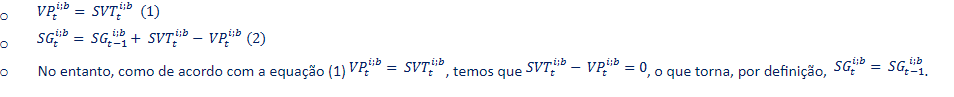 ○ $VP_t^{i;b} = SVT_t^{i;b}$ (1)
○ $SG_t^{i;b} = SG_{t-1}^{i;b} + SVT_t^{i;b} - VP_t^{i;b}$ (2)
○ No entanto, como de acordo com a equação (1) $VP_t^{i;b} = SVT_t^{i;b}$, temos que $SVT_t^{i;b} - VP_t^{i;b} = 0$, o que torna, por definição, $SG_t^{i;b} = SG_{t-1}^{i;b}$.